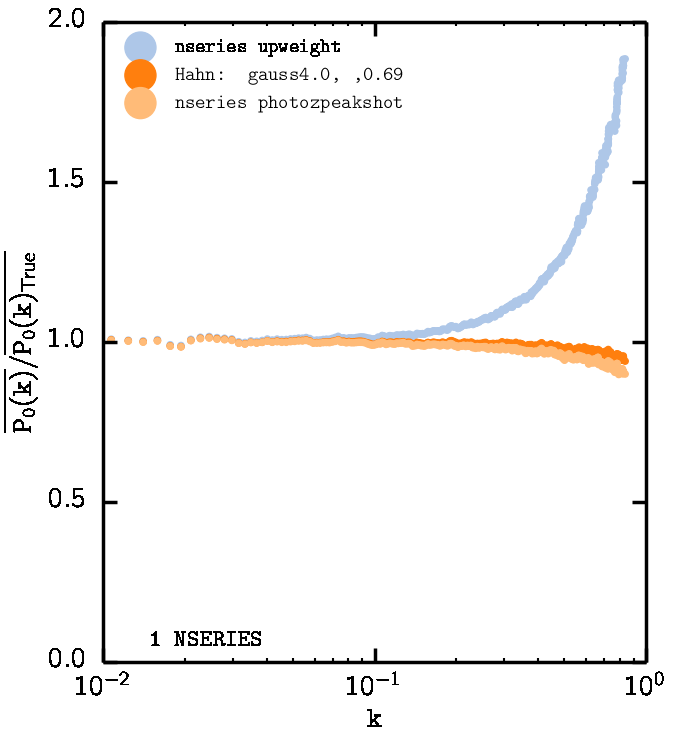 2.0
nseries upweight
Hahn: gauss4.0, ,0.69
nseries photozpeakshot
1.5
1.0
P₀(k)/P₀(k)True
0.5
1 NSERIES
0.0
10⁻² 10⁻¹ 10⁰
k